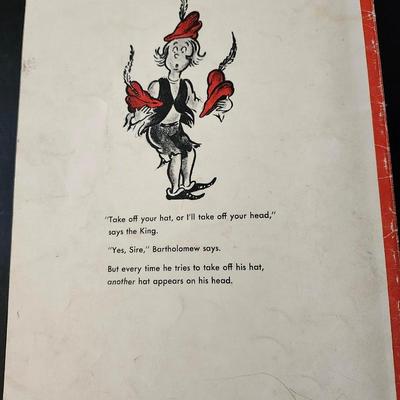 "Take off your hat, or I'll take off your head,"
says the King.
"Yes, Sire," Bartholomew says.
But every time he tries to take off his hat,
another hat appears on his head.